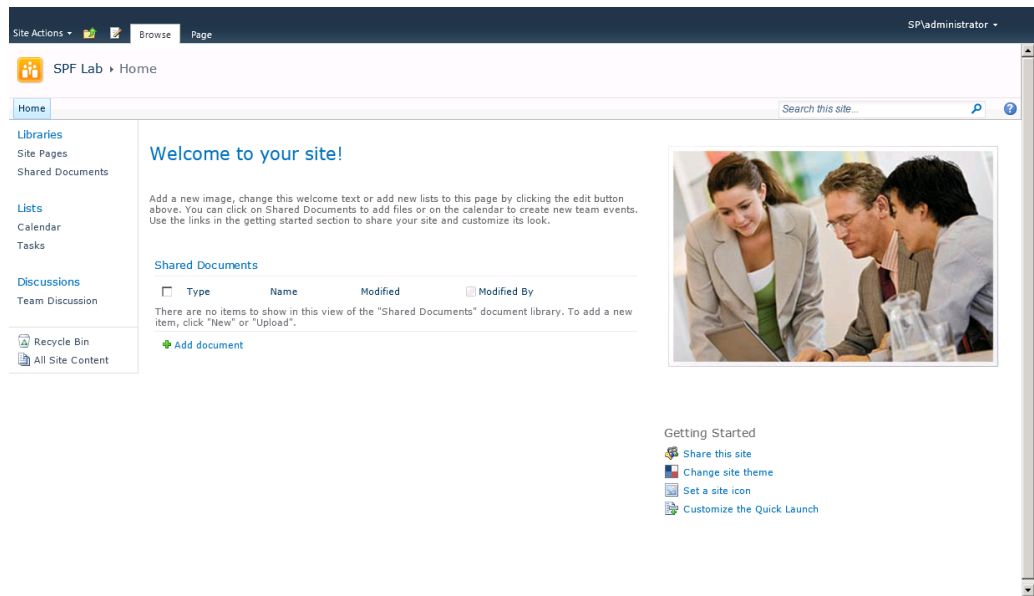 SP\administrator
Site Actions
Browse
Page
SPF Lab ▸ Home
Home
Search this site...
Libraries
Site Pages
Shared Documents
Lists
Calendar
Tasks
Discussions
Team Discussion
Recycle Bin
All Site Content
Welcome to your site!
Add a new image, change this welcome text or add new lists to this page by clicking the edit button
above. You can click on Shared Documents to add files or on the calendar to create new team events.
Use the links in the getting started section to share your site and customize its look.
Shared Documents
Type Name Modified Modified By
There are no items to show in this view of the "Shared Documents" document library. To add a new
item, click "New" or "Upload".
Add document
Getting Started
Share this site
Change site theme
Set a site icon
Customize the Quick Launch